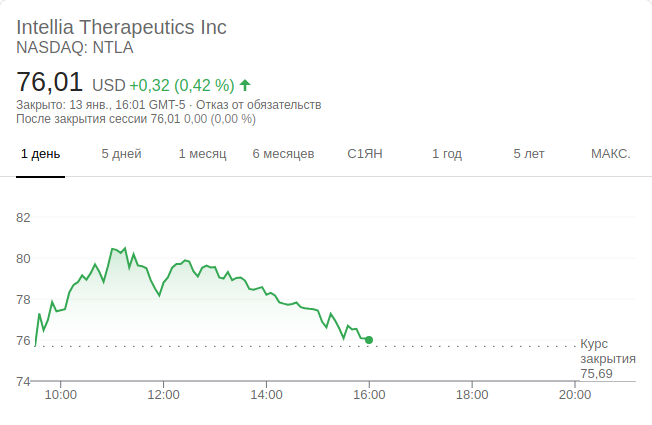 Intellia Therapeutics Inc
NASDAQ: NTLA
76,01 USD +0,32 (0,42 %)
Закрыто: 13 янв., 16:01 GMT-5 · Отказ от обязательств
После закрытия сессии 76,01 0,00 (0,00 %)
1 день 5 дней 1 месяц 6 месяцев С1ЯН 1 год 5 лет МАКС.
82
80
78
76
Курс
закрытия
75,69
74
10:00 12:00 14:00 16:00 18:00 20:00